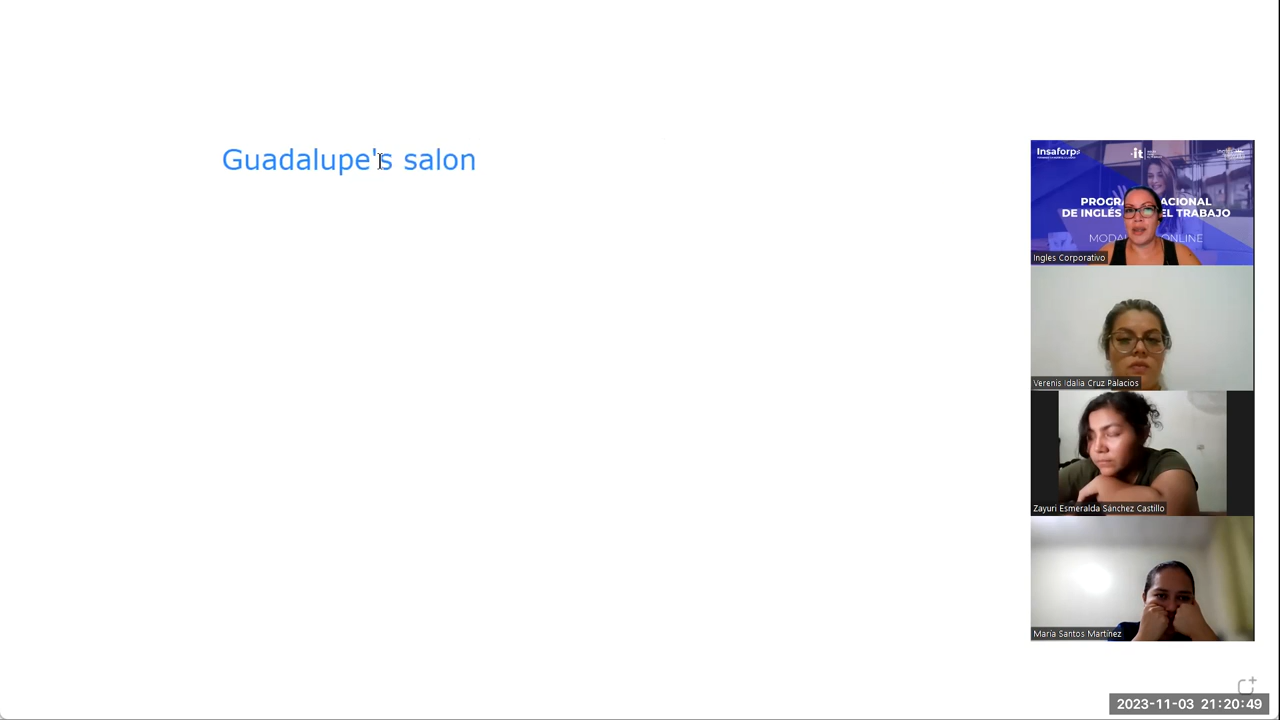 Guadalupe's salon
Insaforp
it
PROGRA ACIONAL
DE INGLÉS EL TRABAJO
MODA ONLINE
Ingles Corporativo
Verenis Idalia Cruz Palacios
Zayuri Esmeralda Sánchez Castillo
María Santos Martínez
2023-11-03 21:20:49